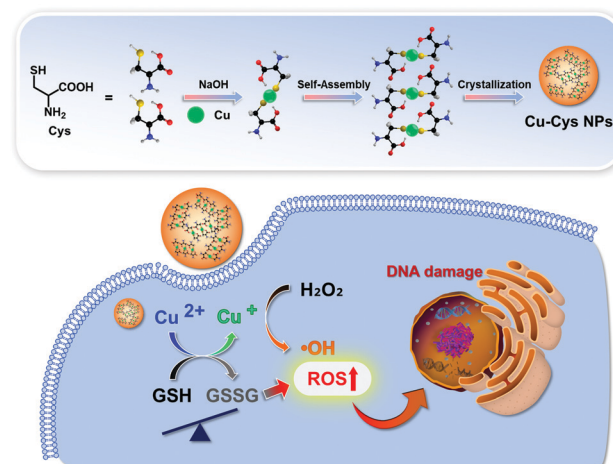 SH
COOH
NH₂
Cys
=
NaOH
Cu
Self-Assembly
Crystallization
Cu-Cys NPs
DNA damage
Cu 2+
Cu +
H₂O₂
•OH
GSH
GSSG
ROS